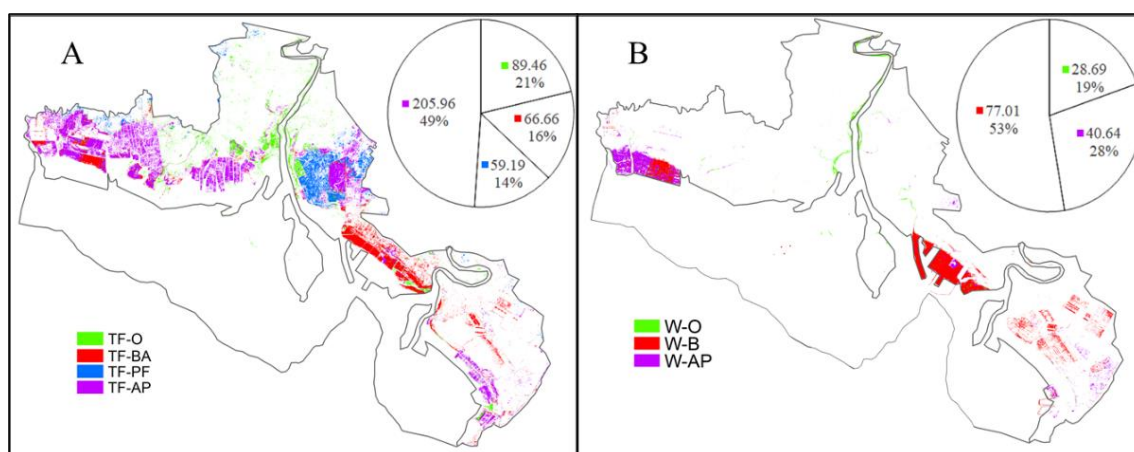 A
89.46
21%
205.96
49%
66.66
16%
59.19
14%
TF-O
TF-BA
TF-PF
TF-AP
B
28.69
19%
77.01
53%
40.64
28%
W-O
W-B
W-AP